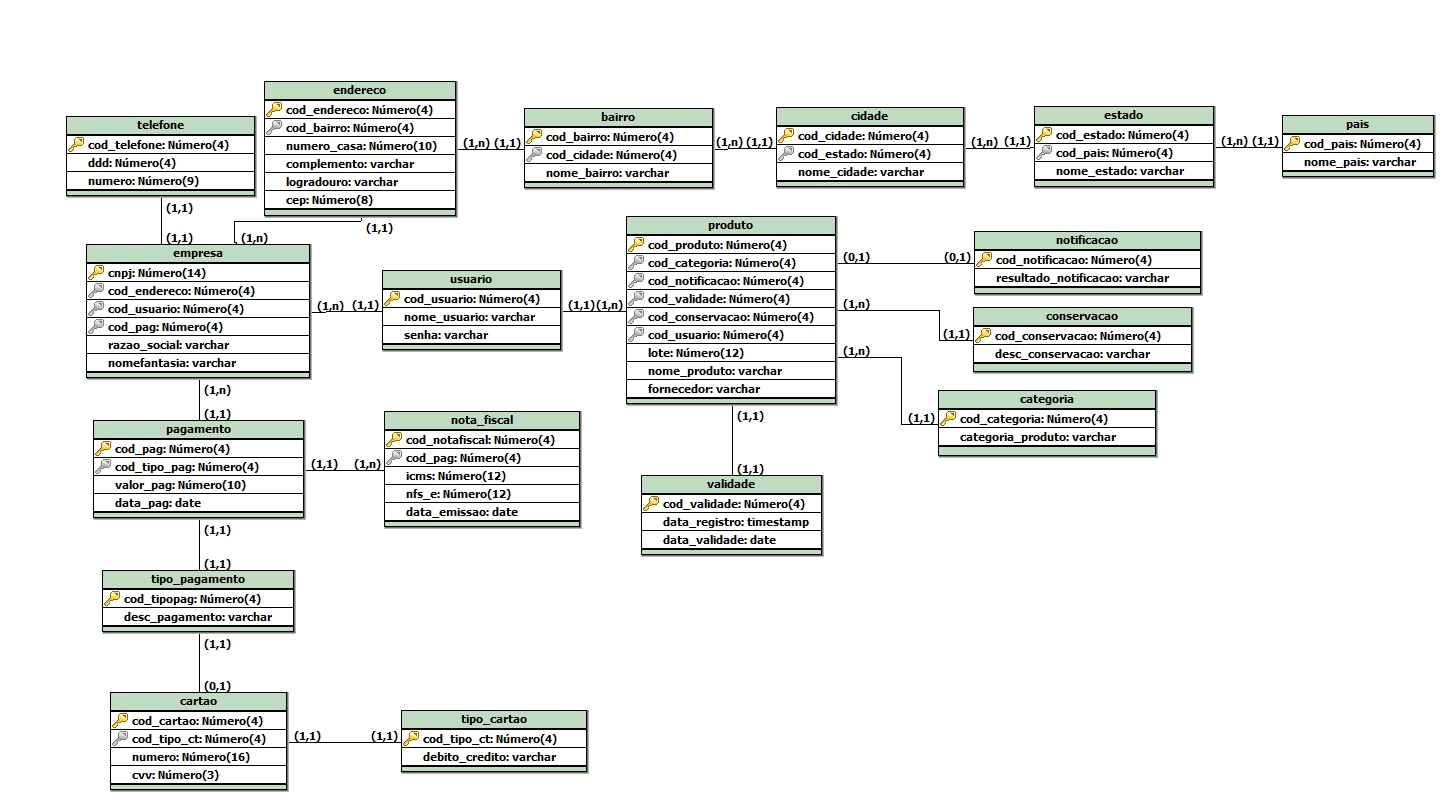 telefone
cod_telefone: Número(4)
ddd: Número(4)
numero: Número(9)
(1,1)
(1,1)
endereco
cod_endereco: Número(4)
cod_bairro: Número(4)
numero_casa: Número(10)
complemento: varchar
logradouro: varchar
cep: Número(8)
(1,1)
(1,n)
(1,n) (1,1)
bairro
cod_bairro: Número(4)
cod_cidade: Número(4)
nome_bairro: varchar
(1,n) (1,1)
cidade
cod_cidade: Número(4)
cod_estado: Número(4)
nome_cidade: varchar
(1,n) (1,1)
estado
cod_estado: Número(4)
cod_pais: Número(4)
nome_estado: varchar
(1,n) (1,1)
pais
cod_pais: Número(4)
nome_pais: varchar
empresa
cnpj: Número(14)
cod_endereco: Número(4)
cod_usuario: Número(4)
cod_pag: Número(4)
razao_social: varchar
nomefantasia: varchar
(1,n) (1,1)
usuario
cod_usuario: Número(4)
nome_usuario: varchar
senha: varchar
(1,1)(1,n)
produto
cod_produto: Número(4)
cod_categoria: Número(4)
cod_notificacao: Número(4)
cod_validade: Número(4)
cod_conservacao: Número(4)
cod_usuario: Número(4)
lote: Número(12)
nome_produto: varchar
fornecedor: varchar
(0,1) (0,1)
notificacao
cod_notificacao: Número(4)
resultado_notificacao: varchar
(1,n)
(1,1)
conservacao
cod_conservacao: Número(4)
desc_conservacao: varchar
(1,n)
(1,1)
categoria
cod_categoria: Número(4)
categoria_produto: varchar
(1,1)
(1,1)
validade
cod_validade: Número(4)
data_registro: timestamp
data_validade: date
(1,n)
(1,1)
pagamento
cod_pag: Número(4)
cod_tipo_pag: Número(4)
valor_pag: Número(10)
data_pag: date
(1,1) (1,n)
nota_fiscal
cod_notafiscal: Número(4)
cod_pag: Número(4)
icms: Número(12)
nfs_e: Número(12)
data_emissao: date
(1,1)
(1,1)
tipo_pagamento
cod_tipopag: Número(4)
desc_pagamento: varchar
(1,1)
(0,1)
cartao
cod_cartao: Número(4)
cod_tipo_ct: Número(4)
numero: Número(16)
cvv: Número(3)
(1,1) (1,1)
tipo_cartao
cod_tipo_ct: Número(4)
debito_credito: varchar